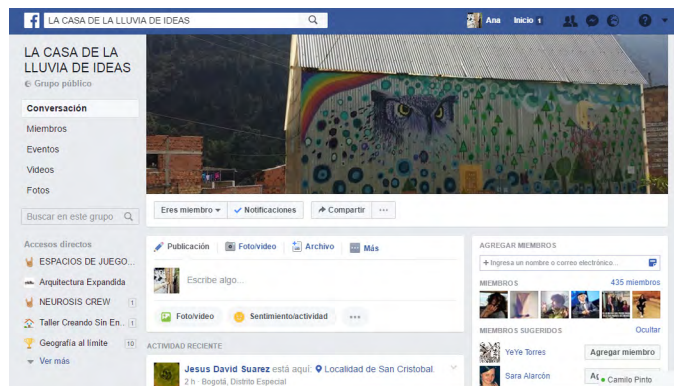 LA CASA DE LA LLUVIA DE IDEAS
Ana
Inicio 1
LA CASA DE LA
LLUVIA DE IDEAS
Grupo público
Conversación
Miembros
Eventos
Videos
Fotos
Buscar en este grupo
Accesos directos
ESPACIOS DE JUEGO...
Arquitectura Expandida
NEUROSIS CREW 1
Taller Creando Sin En... 1
Geografía al límite 10
Ver más
Eres miembro
Notificaciones
Compartir
Publicación
Foto/video
Archivo
Más
Escribe algo...
Foto/video
Sentimiento/actividad
ACTIVIDAD RECIENTE
Jesus David Suarez está aquí: Localidad de San Cristobal.
2 h · Bogotá, Distrito Especial
AGREGAR MIEMBROS
+ Ingresa un nombre o correo electrónico...
MIEMBROS 435 miembros
MIEMBROS SUGERIDOS Ocultar
YeYe Torres Agregar miembro
Sara Alarcón
Camilo Pinto